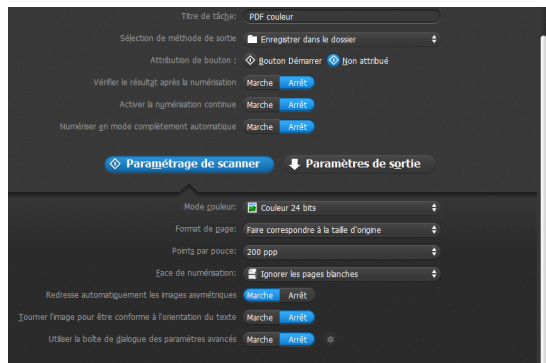 Titre de tâche: PDF couleur
Sélection de méthode de sortie Enregistrer dans le dossier
Attribution de bouton : Bouton Démarrer Non attribué
Vérifier le résultat après la numérisation Marche Arrêt
Activer la numérisation continue Marche Arrêt
Numériser en mode complètement automatique Marche Arrêt
Paramétrage de scanner Paramètres de sortie
Mode couleur: Couleur 24 bits
Format de page: Faire correspondre à la taille d'origine
Points par pouce: 200 ppp
Face de numérisation: Ignorer les pages blanches
Redresse automatiquement les images asymétriques Marche Arrêt
Tourner l'image pour être conforme à l'orientation du texte Marche Arrêt
Utiliser la boîte de dialogue des paramètres avancés Marche Arrêt